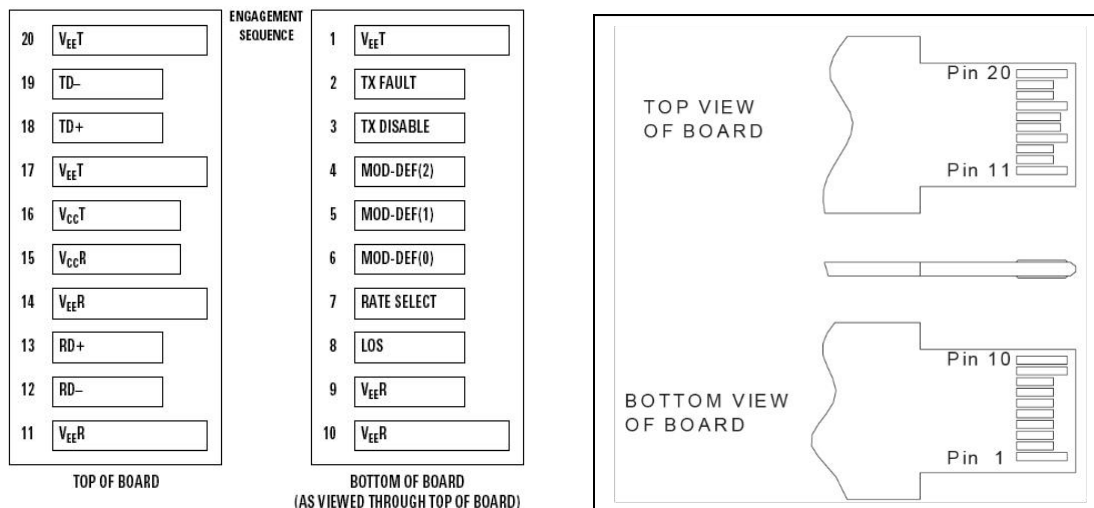 ENGAGEMENT
SEQUENCE
20 VEET
19 TD–
18 TD+
17 VEET
16 VCCT
15 VCCR
14 VEER
13 RD+
12 RD–
11 VEER
TOP OF BOARD
1 VEET
2 TX FAULT
3 TX DISABLE
4 MOD-DEF(2)
5 MOD-DEF(1)
6 MOD-DEF(0)
7 RATE SELECT
8 LOS
9 VEER
10 VEER
BOTTOM OF BOARD
(AS VIEWED THROUGH TOP OF BOARD)
TOP VIEW
OF BOARD
Pin 20
Pin 11
BOTTOM VIEW
OF BOARD
Pin 10
Pin 1